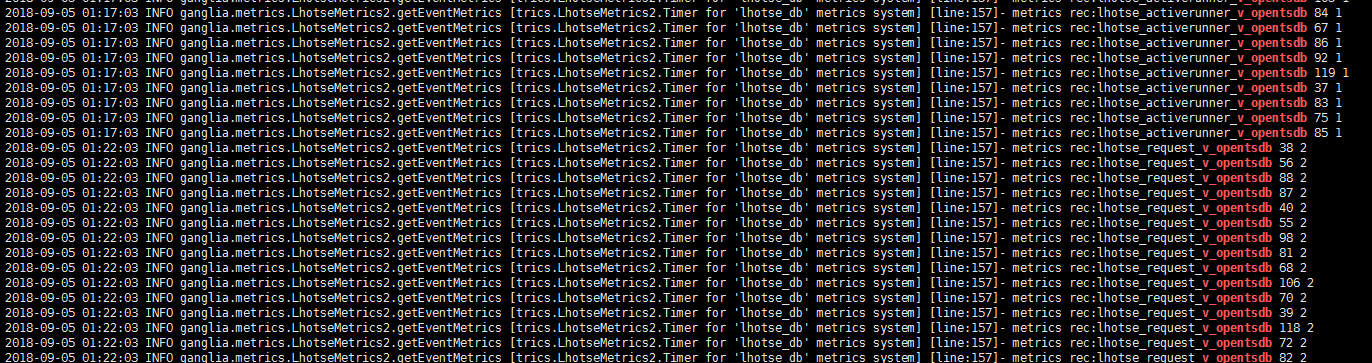 2018-09-05 01:17:03 INFO ganglia.metrics.LhotseMetrics2.getEventMetrics [trics.LhotseMetrics2.Timer for 'lhotse_db' metrics system] [line:157]- metrics rec:lhotse_activerunner_v_opentsdb 84 1
2018-09-05 01:17:03 INFO ganglia.metrics.LhotseMetrics2.getEventMetrics [trics.LhotseMetrics2.Timer for 'lhotse_db' metrics system] [line:157]- metrics rec:lhotse_activerunner_v_opentsdb 67 1
2018-09-05 01:17:03 INFO ganglia.metrics.LhotseMetrics2.getEventMetrics [trics.LhotseMetrics2.Timer for 'lhotse_db' metrics system] [line:157]- metrics rec:lhotse_activerunner_v_opentsdb 86 1
2018-09-05 01:17:03 INFO ganglia.metrics.LhotseMetrics2.getEventMetrics [trics.LhotseMetrics2.Timer for 'lhotse_db' metrics system] [line:157]- metrics rec:lhotse_activerunner_v_opentsdb 92 1
2018-09-05 01:17:03 INFO ganglia.metrics.LhotseMetrics2.getEventMetrics [trics.LhotseMetrics2.Timer for 'lhotse_db' metrics system] [line:157]- metrics rec:lhotse_activerunner_v_opentsdb 119 1
2018-09-05 01:17:03 INFO ganglia.metrics.LhotseMetrics2.getEventMetrics [trics.LhotseMetrics2.Timer for 'lhotse_db' metrics system] [line:157]- metrics rec:lhotse_activerunner_v_opentsdb 37 1
2018-09-05 01:17:03 INFO ganglia.metrics.LhotseMetrics2.getEventMetrics [trics.LhotseMetrics2.Timer for 'lhotse_db' metrics system] [line:157]- metrics rec:lhotse_activerunner_v_opentsdb 83 1
2018-09-05 01:17:03 INFO ganglia.metrics.LhotseMetrics2.getEventMetrics [trics.LhotseMetrics2.Timer for 'lhotse_db' metrics system] [line:157]- metrics rec:lhotse_activerunner_v_opentsdb 75 1
2018-09-05 01:17:03 INFO ganglia.metrics.LhotseMetrics2.getEventMetrics [trics.LhotseMetrics2.Timer for 'lhotse_db' metrics system] [line:157]- metrics rec:lhotse_activerunner_v_opentsdb 85 1
2018-09-05 01:22:03 INFO ganglia.metrics.LhotseMetrics2.getEventMetrics [trics.LhotseMetrics2.Timer for 'lhotse_db' metrics system] [line:157]- metrics rec:lhotse_request_v_opentsdb 38 2
2018-09-05 01:22:03 INFO ganglia.metrics.LhotseMetrics2.getEventMetrics [trics.LhotseMetrics2.Timer for 'lhotse_db' metrics system] [line:157]- metrics rec:lhotse_request_v_opentsdb 56 2
2018-09-05 01:22:03 INFO ganglia.metrics.LhotseMetrics2.getEventMetrics [trics.LhotseMetrics2.Timer for 'lhotse_db' metrics system] [line:157]- metrics rec:lhotse_request_v_opentsdb 88 2
2018-09-05 01:22:03 INFO ganglia.metrics.LhotseMetrics2.getEventMetrics [trics.LhotseMetrics2.Timer for 'lhotse_db' metrics system] [line:157]- metrics rec:lhotse_request_v_opentsdb 87 2
2018-09-05 01:22:03 INFO ganglia.metrics.LhotseMetrics2.getEventMetrics [trics.LhotseMetrics2.Timer for 'lhotse_db' metrics system] [line:157]- metrics rec:lhotse_request_v_opentsdb 40 2
2018-09-05 01:22:03 INFO ganglia.metrics.LhotseMetrics2.getEventMetrics [trics.LhotseMetrics2.Timer for 'lhotse_db' metrics system] [line:157]- metrics rec:lhotse_request_v_opentsdb 55 2
2018-09-05 01:22:03 INFO ganglia.metrics.LhotseMetrics2.getEventMetrics [trics.LhotseMetrics2.Timer for 'lhotse_db' metrics system] [line:157]- metrics rec:lhotse_request_v_opentsdb 98 2
2018-09-05 01:22:03 INFO ganglia.metrics.LhotseMetrics2.getEventMetrics [trics.LhotseMetrics2.Timer for 'lhotse_db' metrics system] [line:157]- metrics rec:lhotse_request_v_opentsdb 81 2
2018-09-05 01:22:03 INFO ganglia.metrics.LhotseMetrics2.getEventMetrics [trics.LhotseMetrics2.Timer for 'lhotse_db' metrics system] [line:157]- metrics rec:lhotse_request_v_opentsdb 68 2
2018-09-05 01:22:03 INFO ganglia.metrics.LhotseMetrics2.getEventMetrics [trics.LhotseMetrics2.Timer for 'lhotse_db' metrics system] [line:157]- metrics rec:lhotse_request_v_opentsdb 106 2
2018-09-05 01:22:03 INFO ganglia.metrics.LhotseMetrics2.getEventMetrics [trics.LhotseMetrics2.Timer for 'lhotse_db' metrics system] [line:157]- metrics rec:lhotse_request_v_opentsdb 70 2
2018-09-05 01:22:03 INFO ganglia.metrics.LhotseMetrics2.getEventMetrics [trics.LhotseMetrics2.Timer for 'lhotse_db' metrics system] [line:157]- metrics rec:lhotse_request_v_opentsdb 39 2
2018-09-05 01:22:03 INFO ganglia.metrics.LhotseMetrics2.getEventMetrics [trics.LhotseMetrics2.Timer for 'lhotse_db' metrics system] [line:157]- metrics rec:lhotse_request_v_opentsdb 118 2
2018-09-05 01:22:03 INFO ganglia.metrics.LhotseMetrics2.getEventMetrics [trics.LhotseMetrics2.Timer for 'lhotse_db' metrics system] [line:157]- metrics rec:lhotse_request_v_opentsdb 72 2
2018-09-05 01:22:03 INFO ganglia.metrics.LhotseMetrics2.getEventMetrics [trics.LhotseMetrics2.Timer for 'lhotse_db' metrics system] [line:157]- metrics rec:lhotse_request_v_opentsdb 82 2